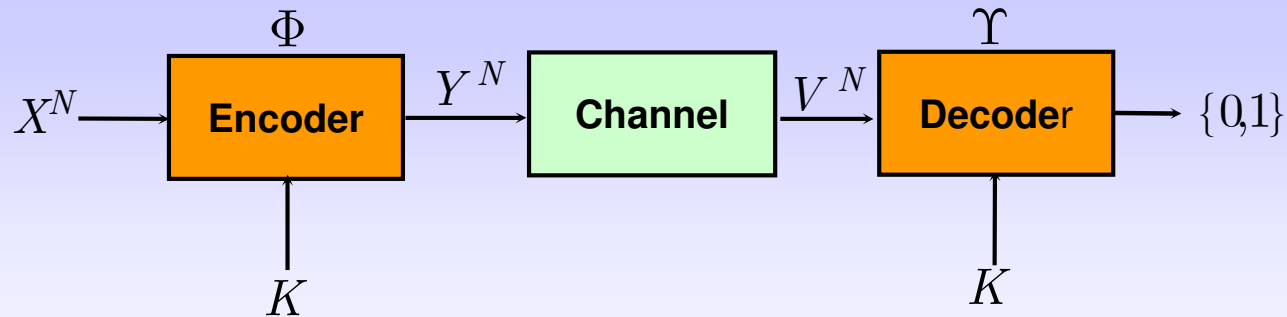 Φ ϒ
X^N Encoder Y^N Channel V^N Decoder {0,1}
K K